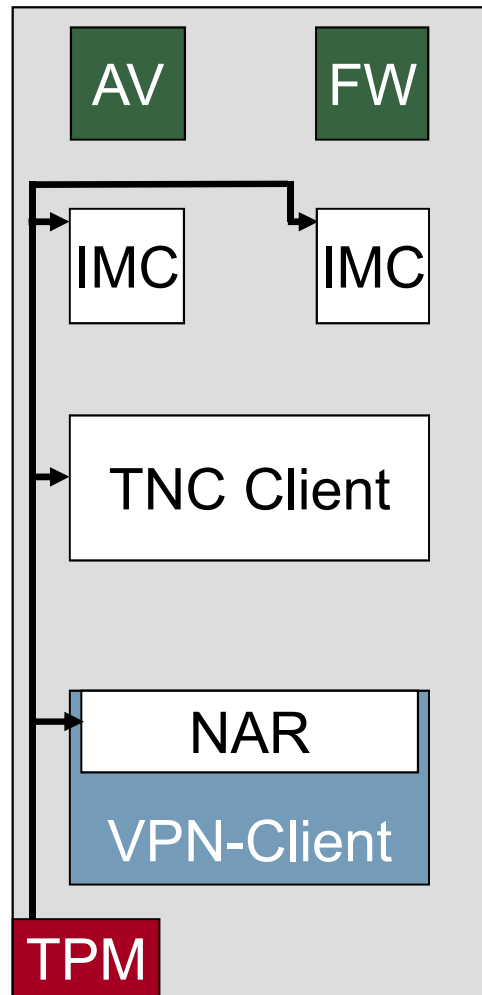 AV
FW
IMC
IMC
TNC Client
NAR
VPN-Client
TPM